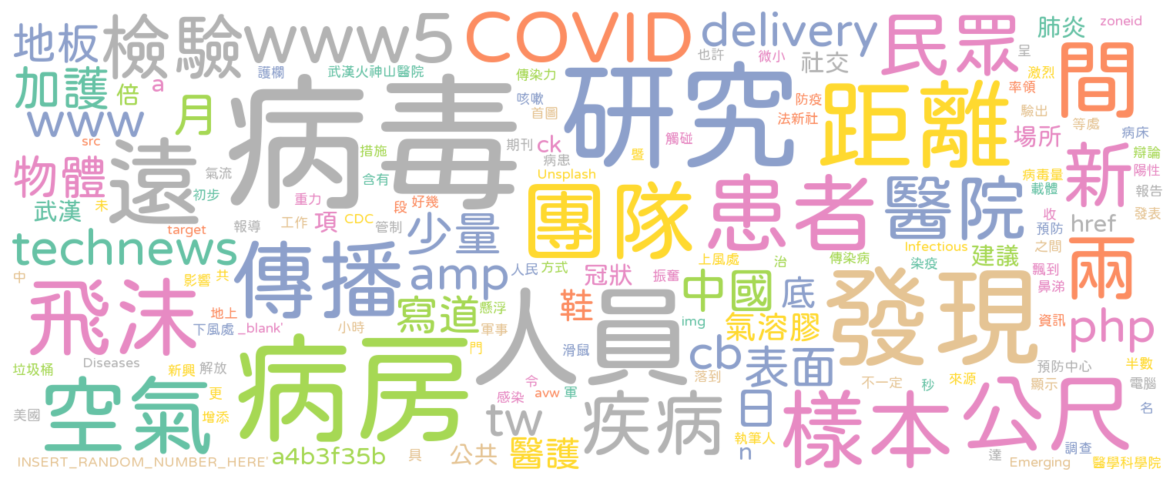 地板
檢驗
www5
COVID
delivery
民眾
肺炎
zoneid
加護
倍
a
護欄
武漢火神山醫院
傳染力
咳嗽
首圖
也許
微小
社交
防疫
法新社
間
呈
激烈
率領
驗出
等處
www
月
src
病毒
研究
距離
場所
病床
辯論
陽性
物體
遠
氣流
初步
措施
含有
期刊
ck
病患
觸碰
暨
Unsplash
新
病毒量
載體
報告
發表
武漢
未
target
報導
重力
工作
CDC
段
好幾
管制
項
少量
團隊
患者
醫院
收
預防
href
technews
傳播
amp
人民
方式
冠狀
振奮
上風處
治
傳染病
Infectious
染疫
建議
之間
飄到
鼻涕
兩
中
影響
共
飛沫
地上
下風處
_blank'
小時
寫道
懸浮
軍事
門
人員
鞋
中國
img
底
氣溶膠
發現
資訊
php
垃圾桶
Diseases
新興
解放
病房
滑鼠
cb
表面
預防中心
半數
美國
空氣
更
增添
感染
令
avw
軍
落到
不一定
秒
來源
顯示
電腦
tw
疾病
日
樣本
公尺
名
INSERT_RANDOM_NUMBER_HERE'
a4b3f35b
具
公共
醫護
執筆人
n
達
Emerging
調查
醫學科學院